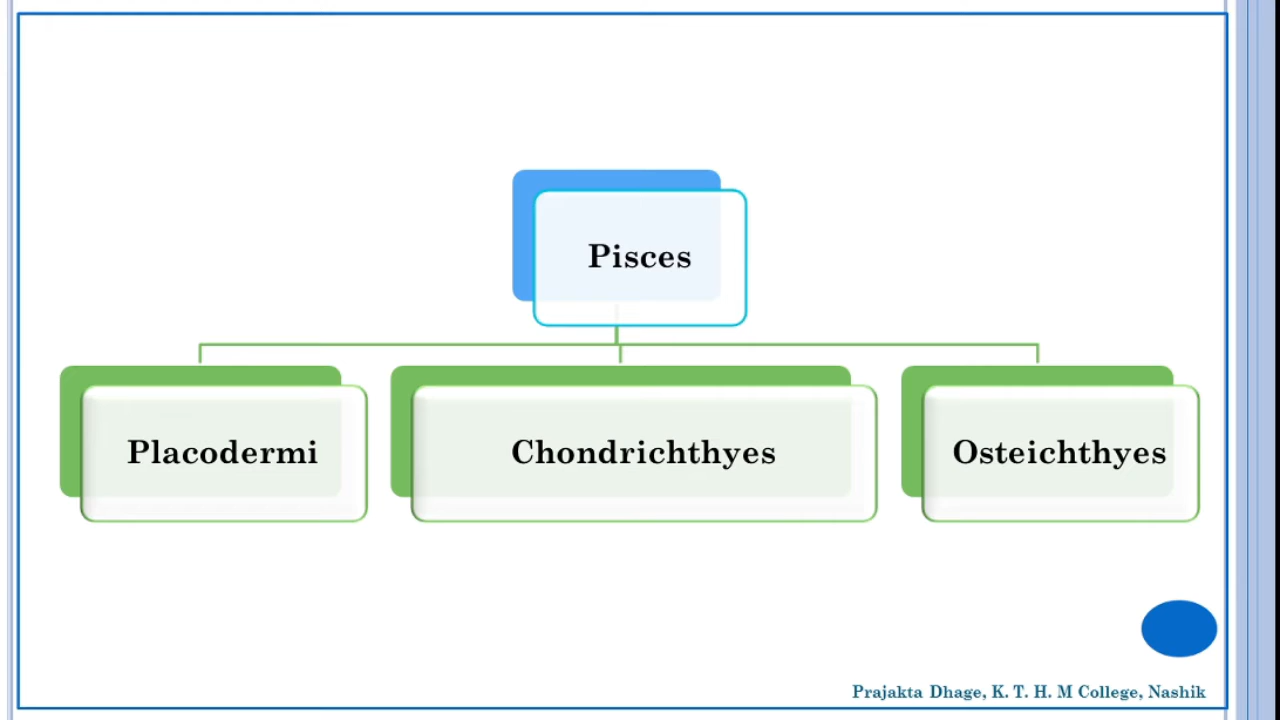 Pisces
Placodermi
Chondrichthyes
Osteichthyes
Prajakta Dhage, K. T. H. M College, Nashik